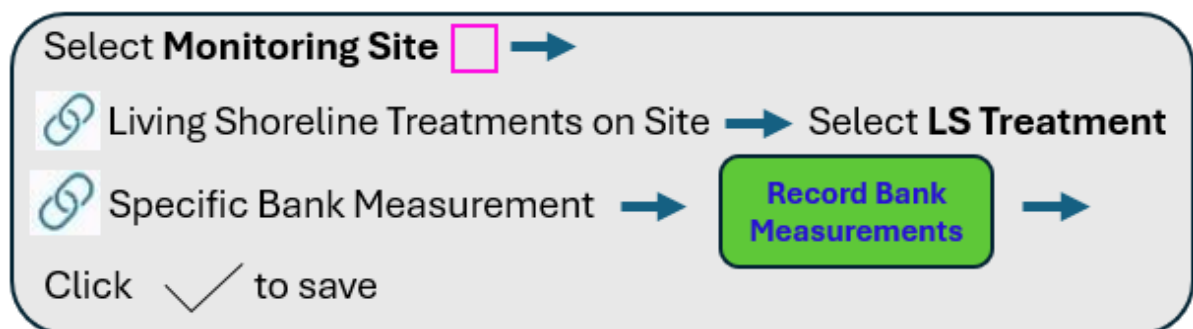 Select Monitoring Site
Living Shoreline Treatments on Site Select LS Treatment
Specific Bank Measurement Record Bank Measurements
Click to save